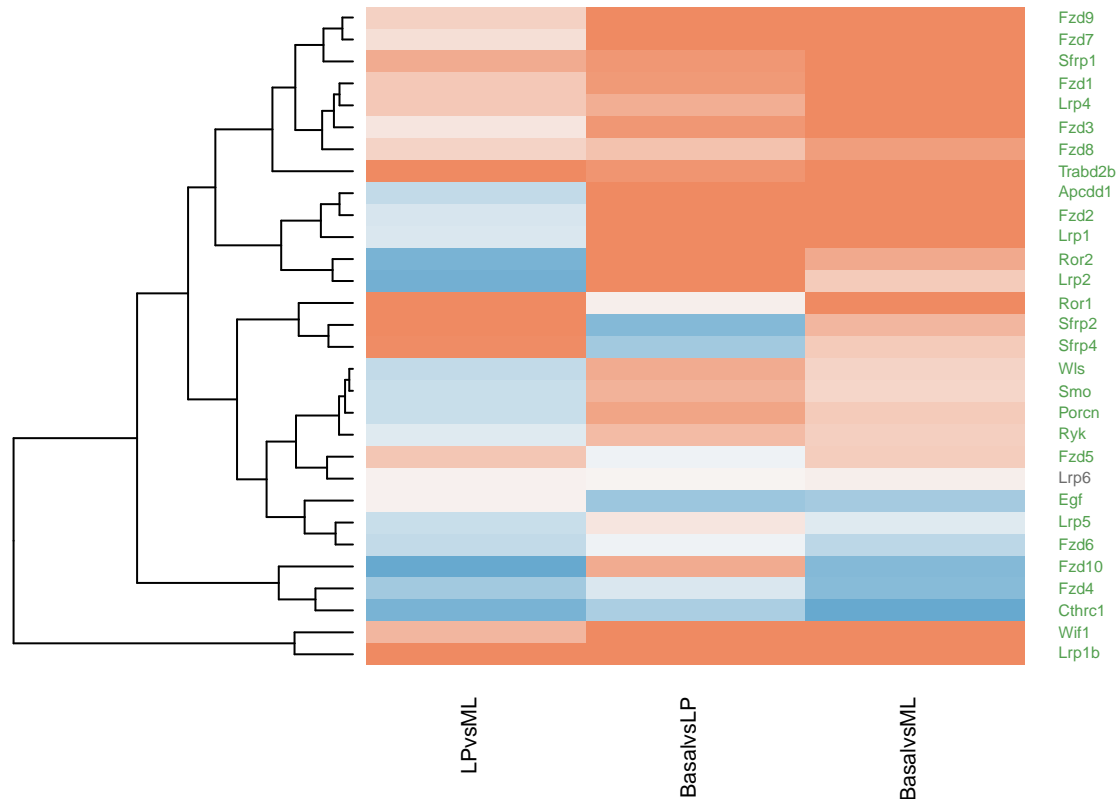 Fzd9
Fzd7
Sfrp1
Fzd1
Lrp4
Fzd3
Fzd8
Trabd2b
Apcdd1
Fzd2
Lrp1
Ror2
Lrp2
Ror1
Sfrp2
Sfrp4
Wls
Smo
Porcn
Ryk
Fzd5
Lrp6
Egf
Lrp5
Fzd6
Fzd10
Fzd4
Cthrc1
Wif1
Lrp1b
LPvsML
BasalvsLP
BasalvsML